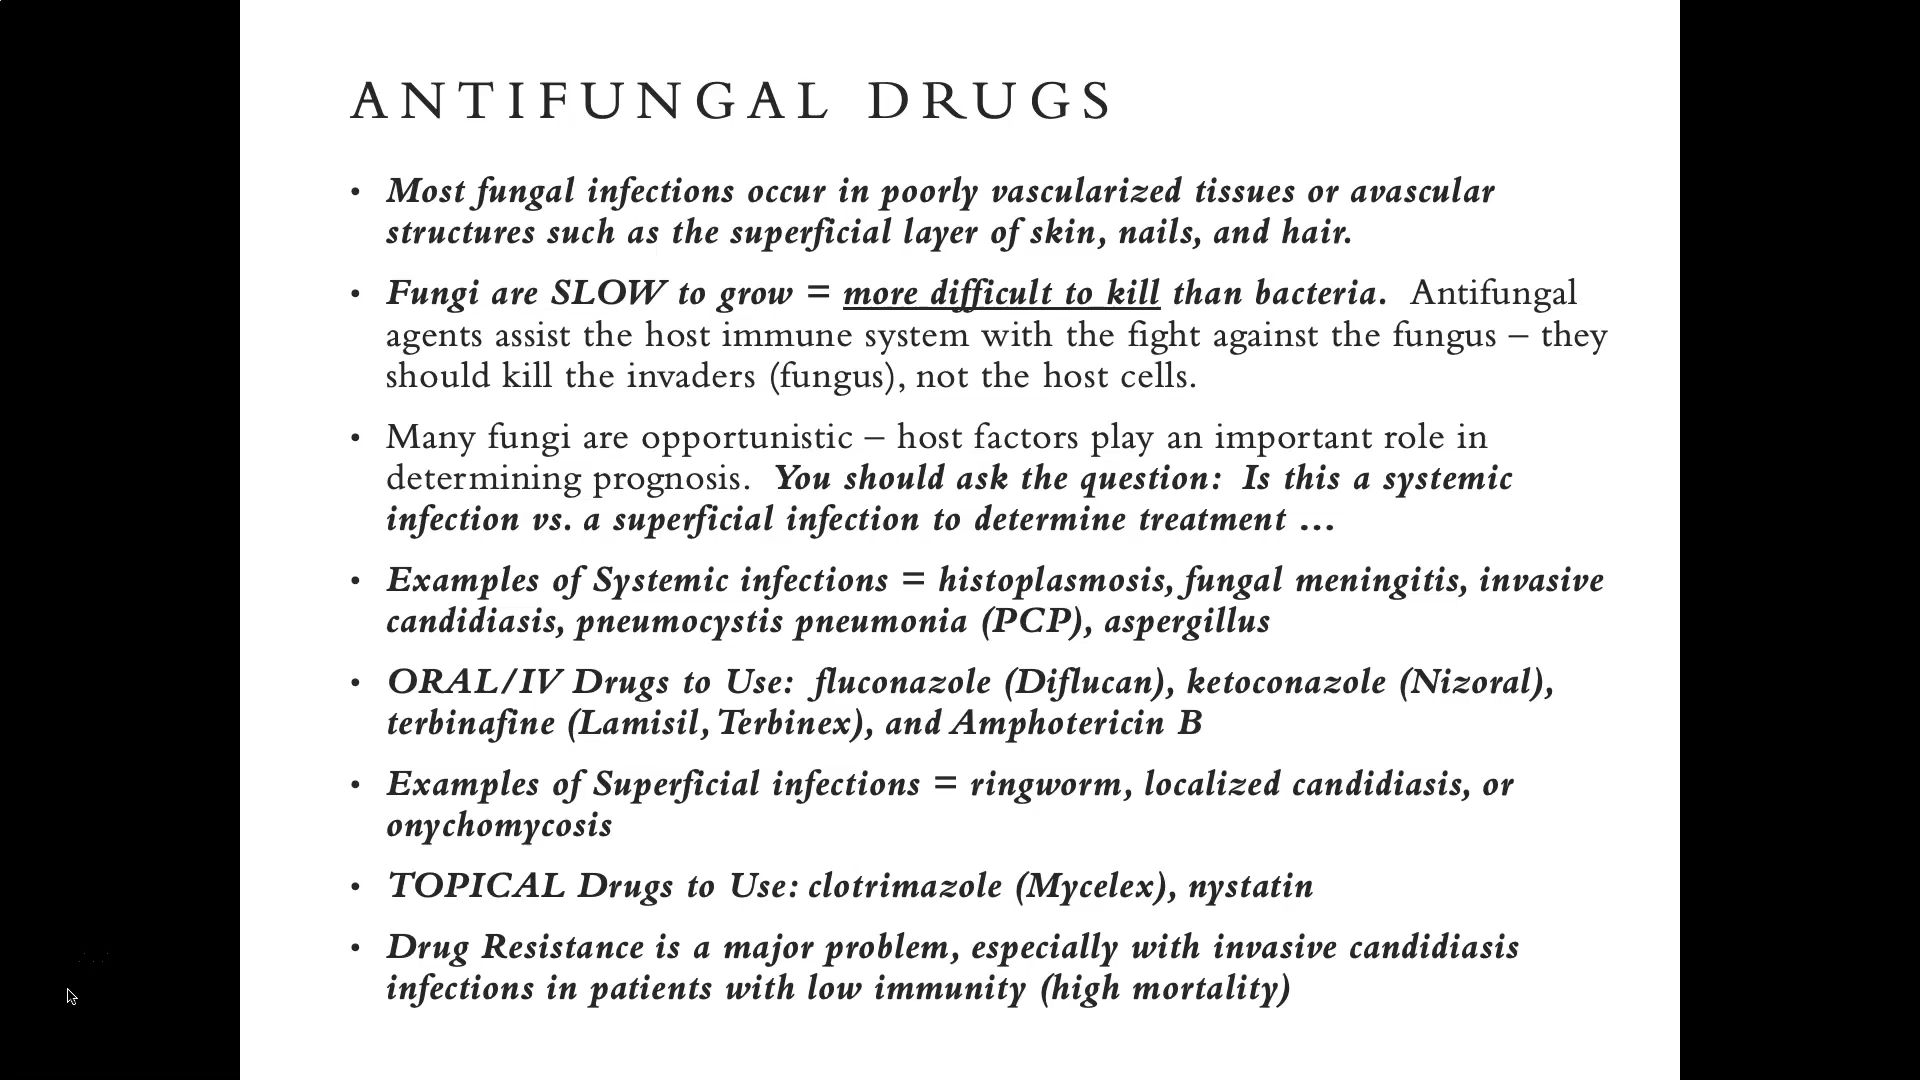 ANTIFUNGAL DRUGS
• Most fungal infections occur in poorly vascularized tissues or avascular
structures such as the superficial layer of skin, nails, and hair.
• Fungi are SLOW to grow = more difficult to kill than bacteria. Antifungal
agents assist the host immune system with the fight against the fungus – they
should kill the invaders (fungus), not the host cells.
• Many fungi are opportunistic – host factors play an important role in
determining prognosis. You should ask the question: Is this a systemic
infection vs. a superficial infection to determine treatment …
• Examples of Systemic infections = histoplasmosis, fungal meningitis, invasive
candidiasis, pneumocystis pneumonia (PCP), aspergillus
• ORAL/IV Drugs to Use: fluconazole (Diflucan), ketoconazole (Nizoral),
terbinafine (Lamisil, Terbinex), and Amphotericin B
• Examples of Superficial infections = ringworm, localized candidiasis, or
onychomycosis
• TOPICAL Drugs to Use: clotrimazole (Mycelex), nystatin
• Drug Resistance is a major problem, especially with invasive candidiasis
infections in patients with low immunity (high mortality)